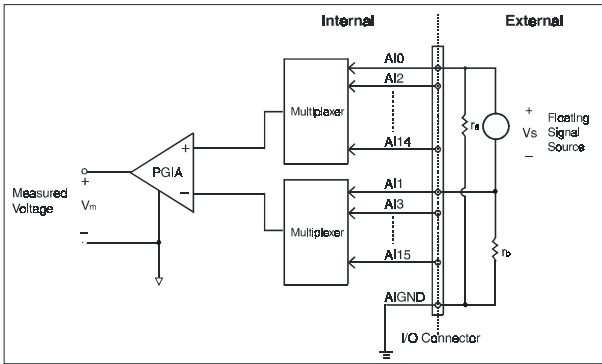 Internal
External
AI0
AI2
Multiplexer
AI14
rₐ
+
Vs
−
Floating
Signal
Source
+
PGIA
−
AI1
AI3
Multiplexer
AI15
Measured
Voltage
+
Vm
−
r_b
AIGND
I/O Connector